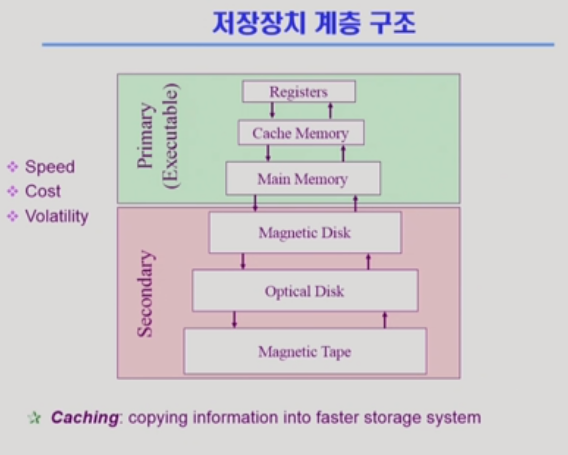 저장장치 계층 구조
Primary
(Executable)
Registers
Cache Memory
Main Memory
❖ Speed
❖ Cost
❖ Volatility
Secondary
Magnetic Disk
Optical Disk
Magnetic Tape
☆ Caching: copying information into faster storage system